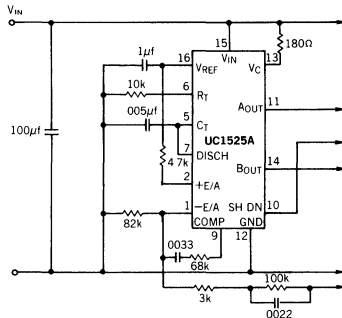 VIN
15
180Ω
1µf
16
VREF
VIN
VC
13
10k
6
RT
AOUT
11
005µf
5
CT
100µf
UC1525A
7
DISCH
4 7k
BOUT
14
2
+E/A
1
−E/A
SH DN
10
82k
COMP
GND
9
12
0033
68k
100k
3k
0022